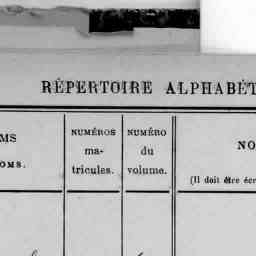 RÉPERTOIRE ALPHABÉT
MS
OMS.
NUMÉROS
ma-
tricules.
NUMÉRO
du
volume.
NO
(Il doit être écr